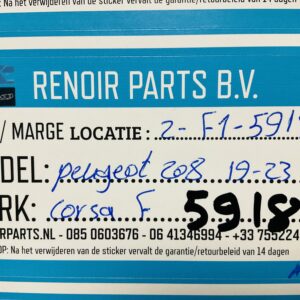 OP: Na het verwijderen van de sticker vervalt de garantie/retourbeleid van 14 dagen
RENOIR PARTS B.V.
/ MARGE LOCATIE : 2-F1-591
DEL: peugeot 208 19-23
RK: corsa F 5918
RPARTS.NL - 085 0603676 - 06 41346994 - +33 755224
OP: Na het verwijderen van de sticker vervalt de garantie/retourbeleid van 14 dagen